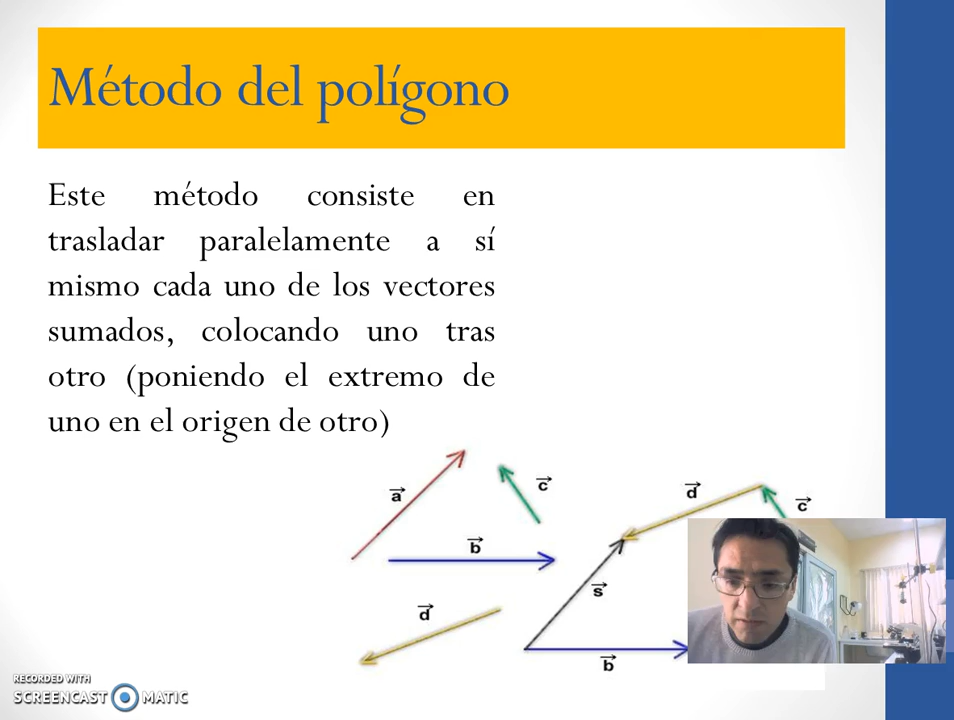 Método del polígono
Este método consiste en
trasladar paralelamente a sí
mismo cada uno de los vectores
sumados, colocando uno tras
otro (poniendo el extremo de
uno en el origen de otro)
a
c
b
d
d
c
s
b
RECORDED WITH
SCREENCAST MATIC